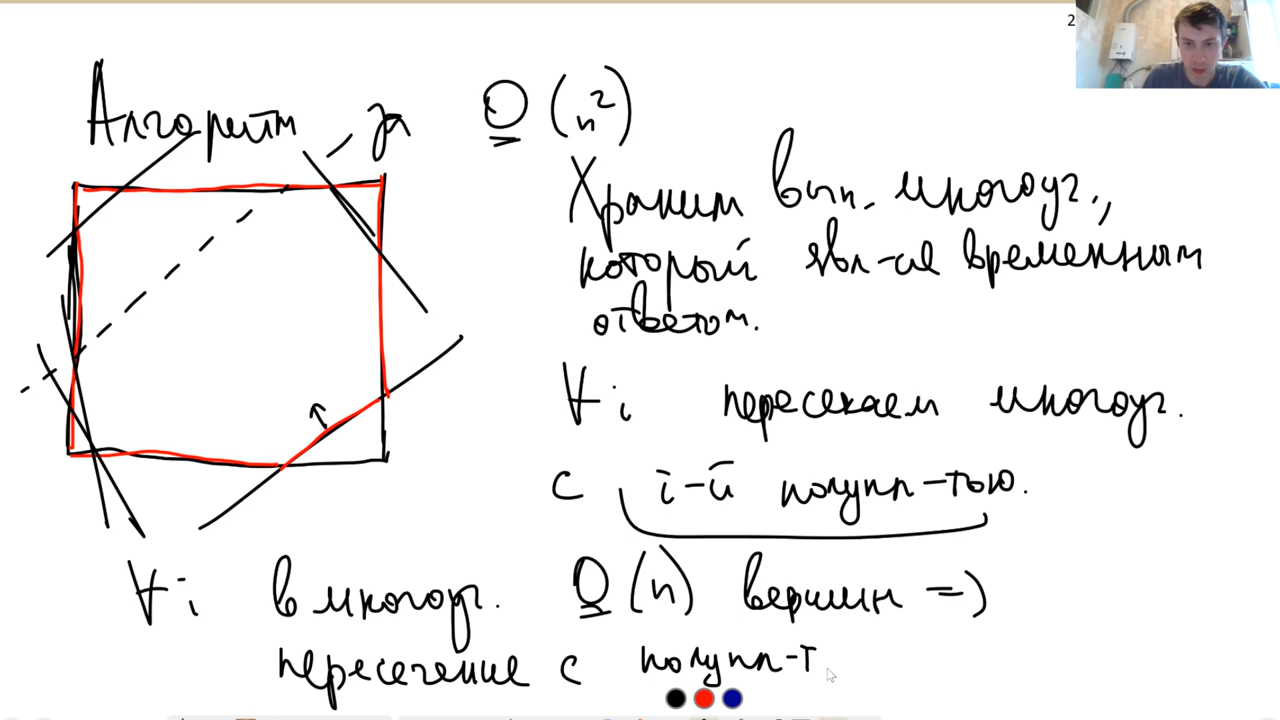 2
Алгоритм за O(n²)
Храним вып. многоуг.,
который явл-ся временным
ответом.
∀i пересекаем многоуг.
с i-й полупл-тью.
∀i в многоуг. O(n) вершин =>
пересечение с полупл-т